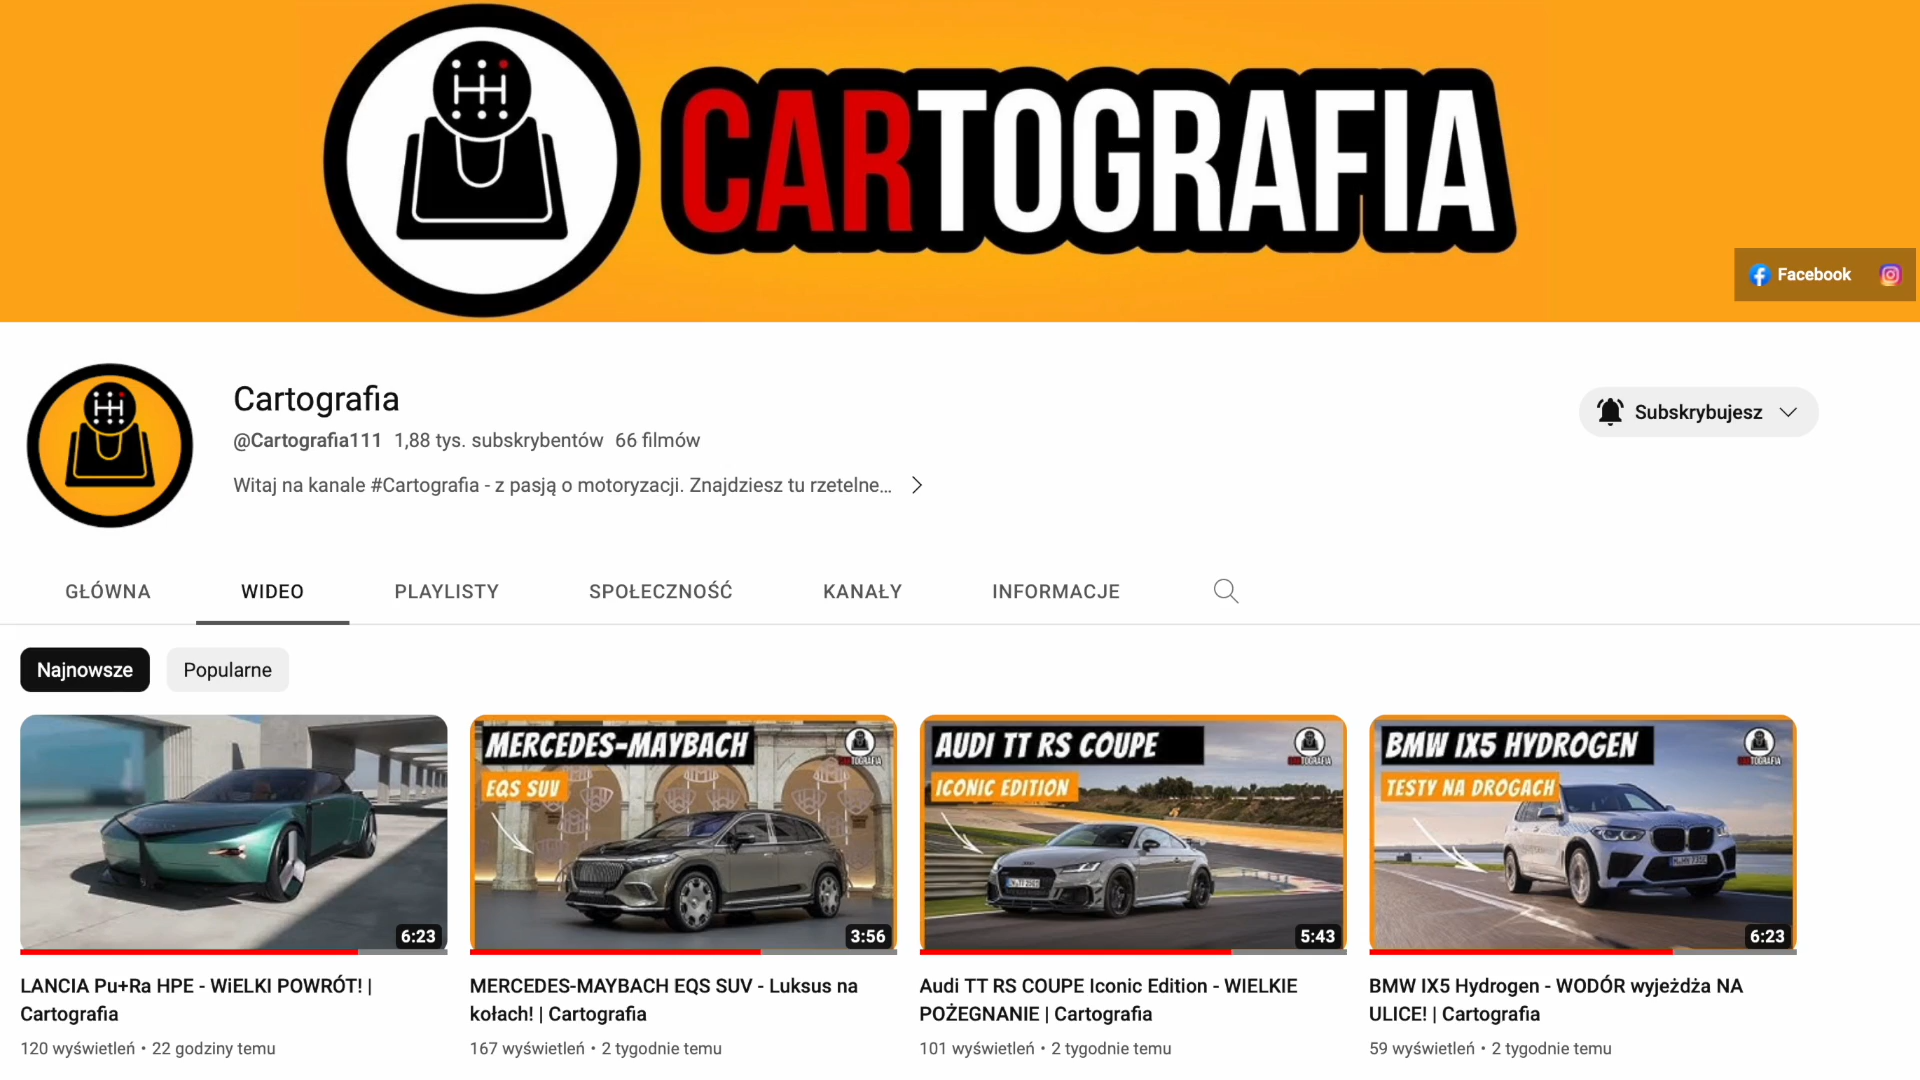 CARTOGRAFIA
Facebook
Cartografia
@Cartografia111 1,88 tys. subskrybentów 66 filmów
Witaj na kanale #Cartografia - z pasją o motoryzacji. Znajdziesz tu rzetelne...
Subskrybujesz
GŁÓWNA WIDEO PLAYLISTY SPOŁECZNOŚĆ KANAŁY INFORMACJE
Najnowsze Popularne
6:23
MERCEDES-MAYBACH
EQS SUV
CARTOGRAFIA
3:56
AUDI TT RS COUPE
ICONIC EDITION
CARTOGRAFIA
5:43
BMW IX5 HYDROGEN
TESTY NA DROGACH
CARTOGRAFIA
6:23
LANCIA Pu+Ra HPE - WiELKI POWRÓT! |
Cartografia
120 wyświetleń • 22 godziny temu
MERCEDES-MAYBACH EQS SUV - Luksus na
kołach! | Cartografia
167 wyświetleń • 2 tygodnie temu
Audi TT RS COUPE Iconic Edition - WIELKIE
POŻEGNANIE | Cartografia
101 wyświetleń • 2 tygodnie temu
BMW IX5 Hydrogen - WODÓR wyjeżdża NA
ULICE! | Cartografia
59 wyświetleń • 2 tygodnie temu